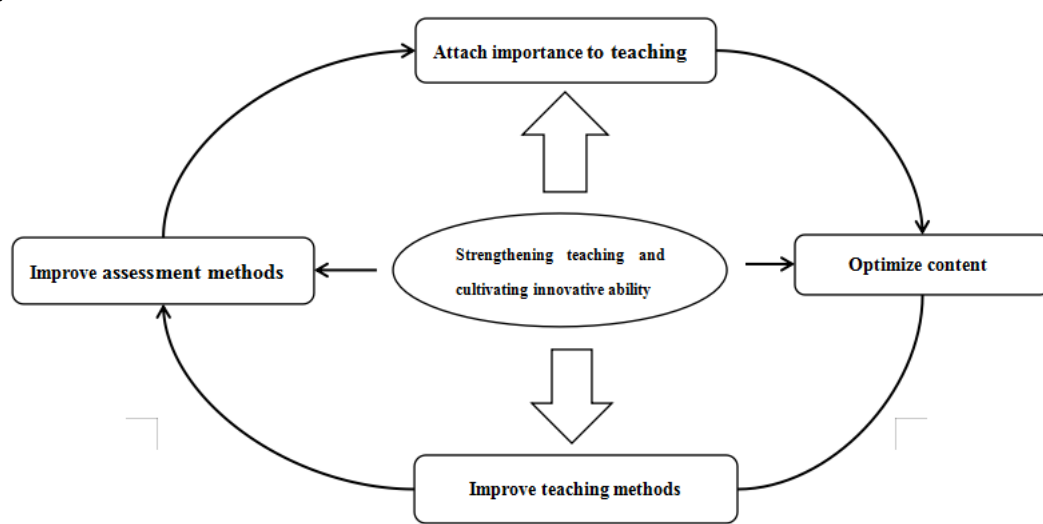 Attach importance to teaching
Improve assessment methods
Strengthening teaching and
cultivating innovative ability
Optimize content
Improve teaching methods